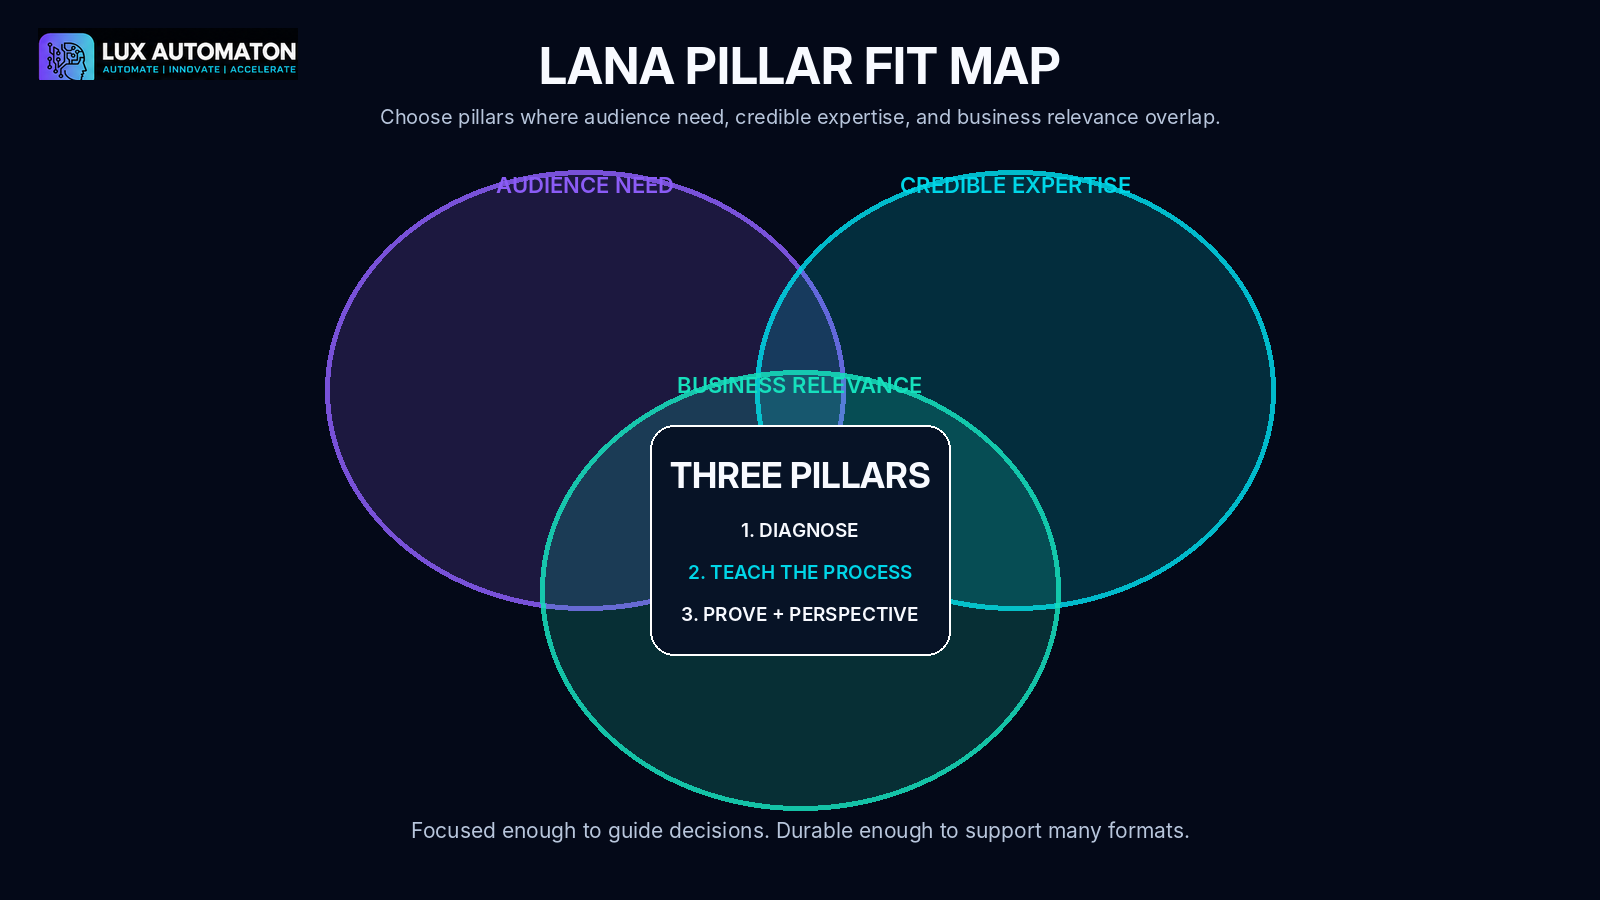 LUX AUTOMATON
AUTOMATE | INNOVATE | ACCELERATE
LANA PILLAR FIT MAP
Choose pillars where audience need, credible expertise, and business relevance overlap.
AUDIENCE NEED
CREDIBLE EXPERTISE
BUSINESS RELEVANCE
THREE PILLARS
1. DIAGNOSE
2. TEACH THE PROCESS
3. PROVE + PERSPECTIVE
Focused enough to guide decisions. Durable enough to support many formats.